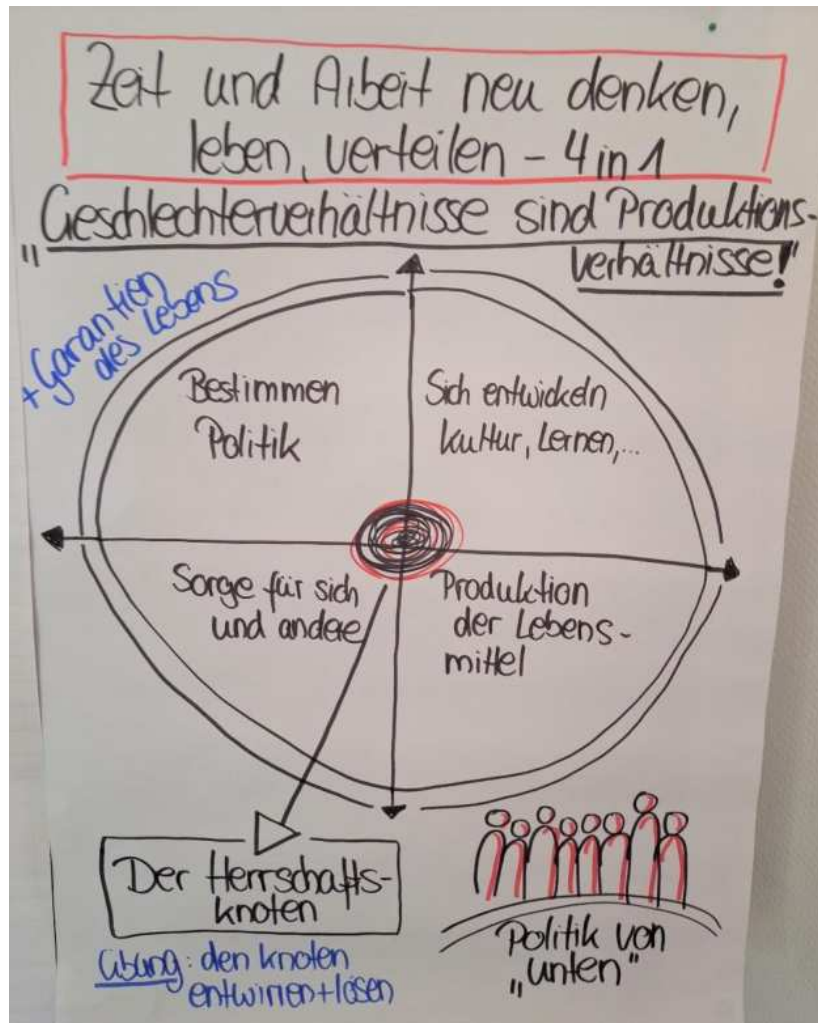 Zeit und Arbeit neu denken,
leben, verteilen – 4 in 1
"Geschlechterverhältnisse sind Produktions-
verhältnisse!"
+ Garantien
des Lebens
Bestimmen
Politik
Sich entwickeln
Kultur, Lernen,...
Sorge für sich
und andere
Produktion
der Lebens-
mittel
Der Herrschafts-
knoten
Übung: den Knoten
entwirren + lösen
Politik von
„unten"